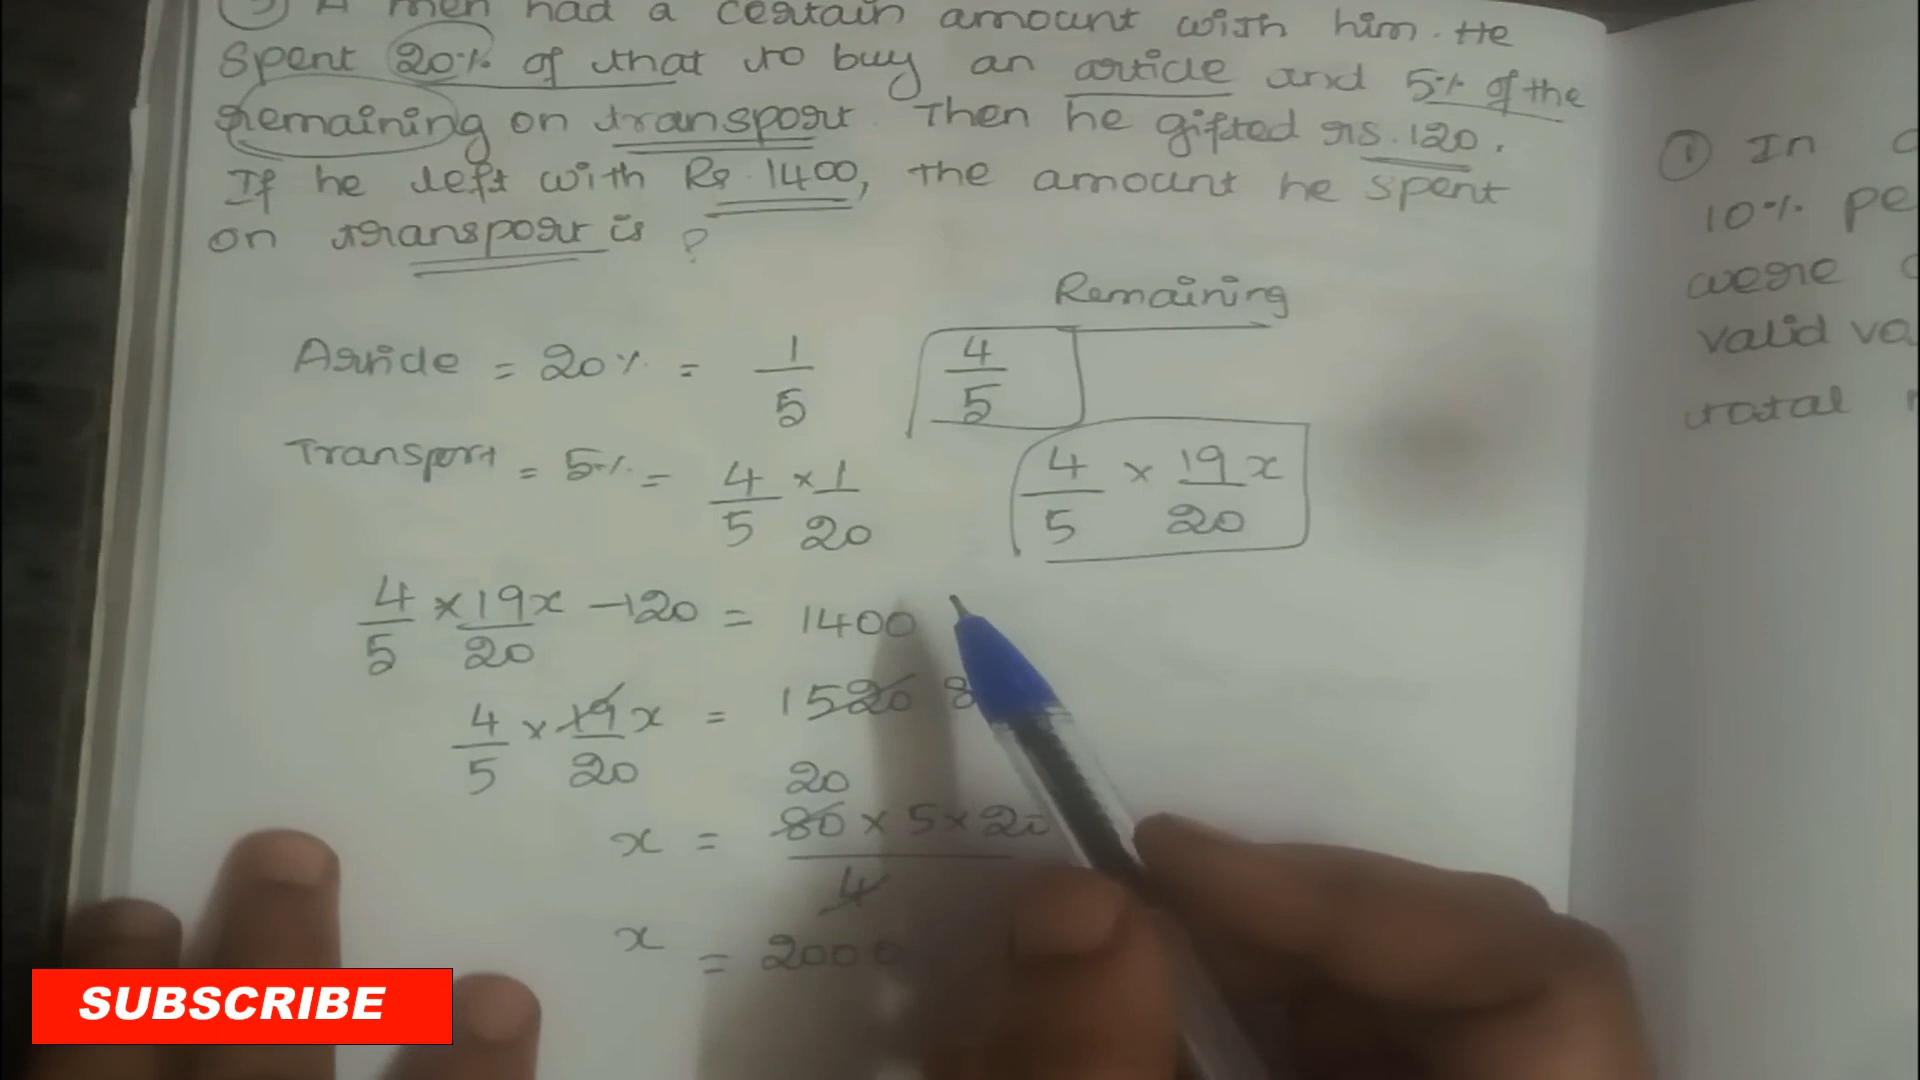 ③ A men had a certain amount with him. He
Spent 20% of that to buy an article and 5% of the
remaining on transport. Then he gifted rs. 120.
If he left with Rs. 1400, the amount he spent
on transport is ?
Remaining
Article = 20% = 1/5 4/5
Transport = 5% = 4/5 × 1/20 4/5 × 19x/20
4/5 × 19x/20 - 120 = 1400
4/5 × 19x/20 = 1520
20
x = 80 × 5 × 20 / 4
x = 2000
① In
10%
were
valid
total
SUBSCRIBE